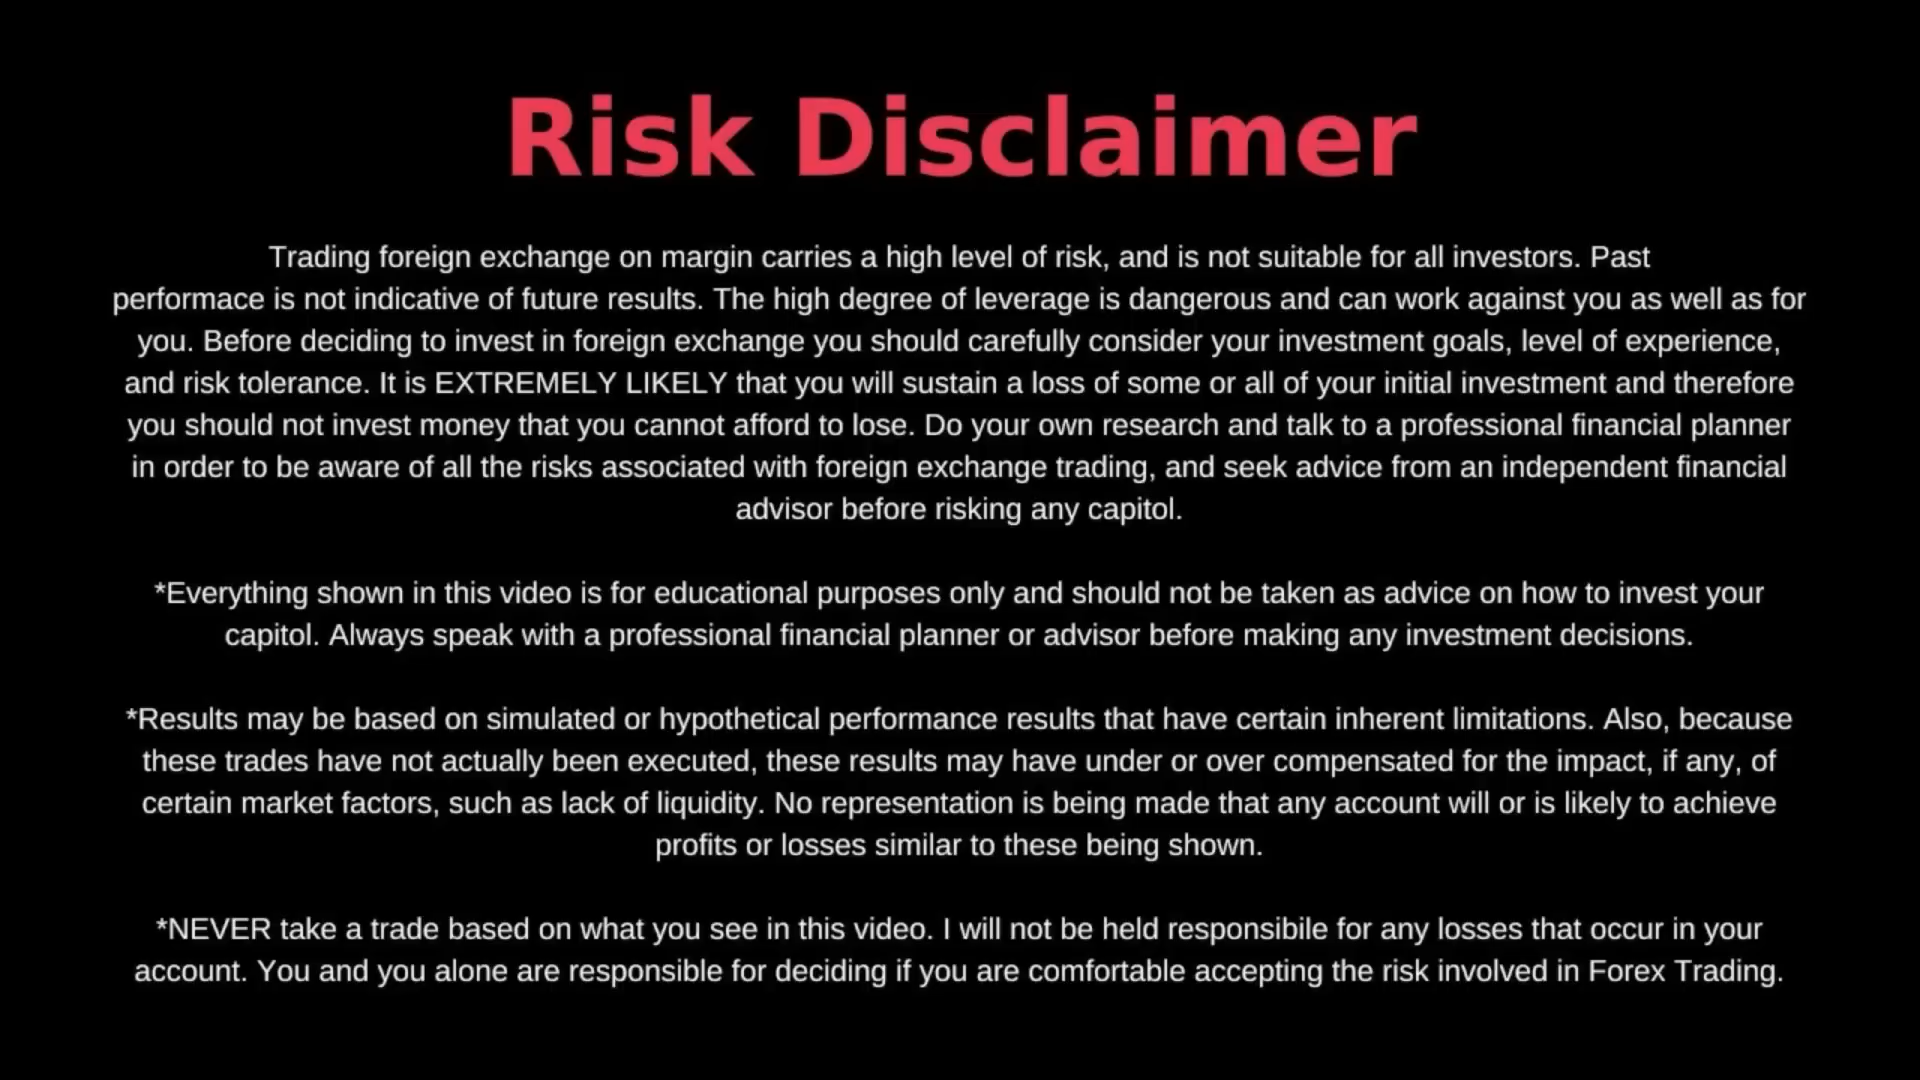 Risk Disclaimer
Trading foreign exchange on margin carries a high level of risk, and is not suitable for all investors. Past
performace is not indicative of future results. The high degree of leverage is dangerous and can work against you as well as for
you. Before deciding to invest in foreign exchange you should carefully consider your investment goals, level of experience,
and risk tolerance. It is EXTREMELY LIKELY that you will sustain a loss of some or all of your initial investment and therefore
you should not invest money that you cannot afford to lose. Do your own research and talk to a professional financial planner
in order to be aware of all the risks associated with foreign exchange trading, and seek advice from an independent financial
advisor before risking any capitol.
*Everything shown in this video is for educational purposes only and should not be taken as advice on how to invest your
capitol. Always speak with a professional financial planner or advisor before making any investment decisions.
*Results may be based on simulated or hypothetical performance results that have certain inherent limitations. Also, because
these trades have not actually been executed, these results may have under or over compensated for the impact, if any, of
certain market factors, such as lack of liquidity. No representation is being made that any account will or is likely to achieve
profits or losses similar to these being shown.
*NEVER take a trade based on what you see in this video. I will not be held responsibile for any losses that occur in your
account. You and you alone are responsible for deciding if you are comfortable accepting the risk involved in Forex Trading.